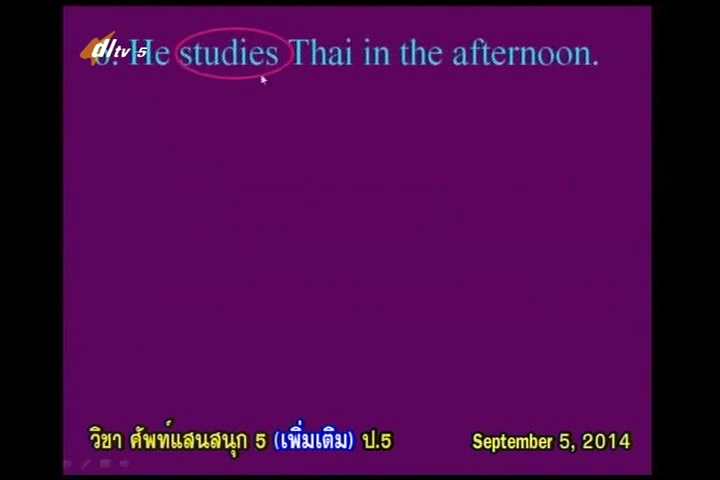 dltv 5
He studies Thai in the afternoon.
วิชา ศัพท์แสนสนุก 5 (เพิ่มเติม) ป.5
September 5, 2014